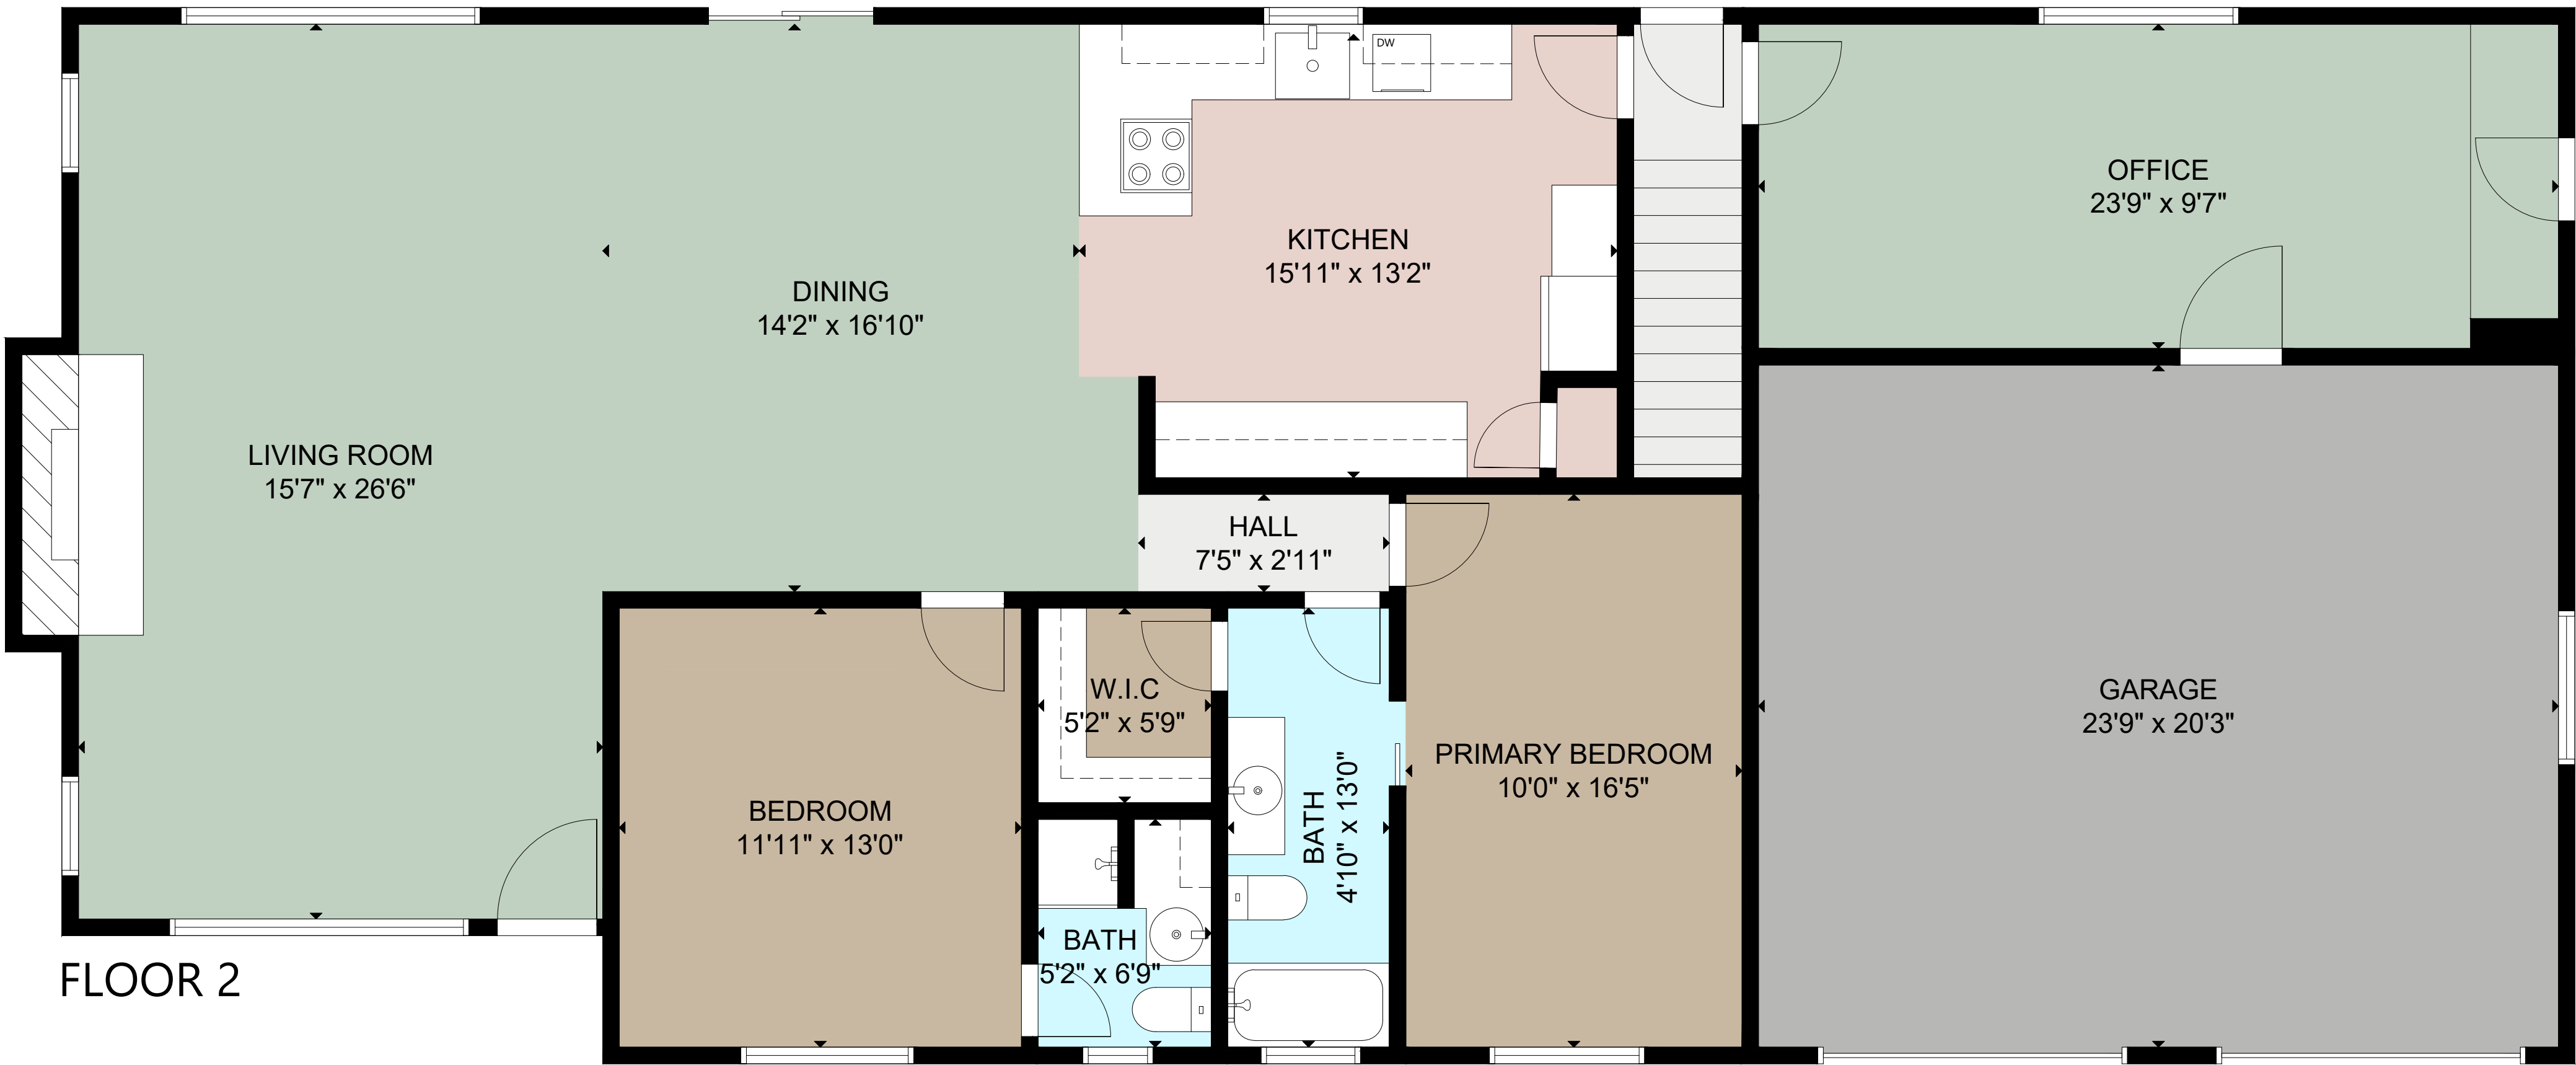 DW
OFFICE
23'9" x 9'7"
KITCHEN
15'11" x 13'2"
DINING
14'2" x 16'10"
LIVING ROOM
15'7" x 26'6"
HALL
7'5" x 2'11"
W.I.C
5'2" x 5'9"
GARAGE
23'9" x 20'3"
PRIMARY BEDROOM
10'0" x 16'5"
BEDROOM
11'11" x 13'0"
BATH
4'10" x 13'0"
BATH
5'2" x 6'9"
FLOOR 2